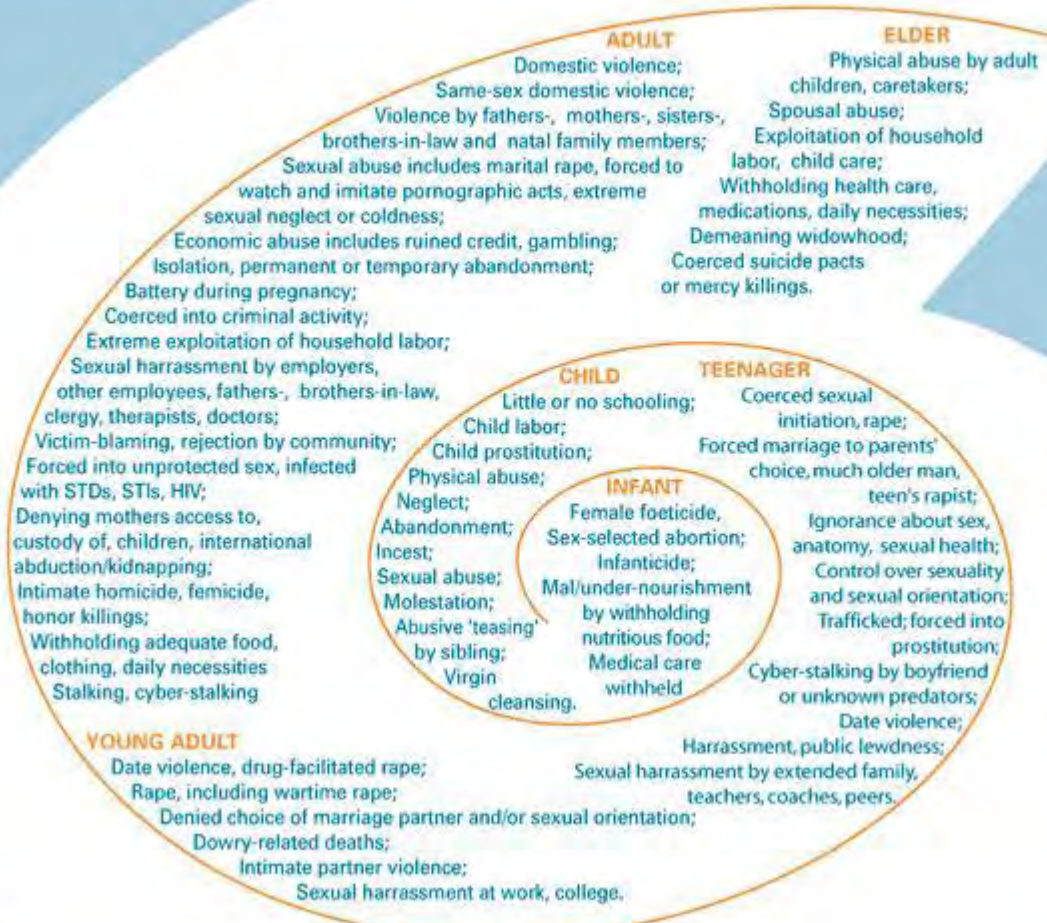 INFANT
Female foeticide,
Sex-selected abortion;
Infanticide;
Mal/under-nourishment
by withholding
nutritious food;
Medical care
withheld
CHILD
Little or no schooling;
Child labor;
Child prostitution;
Physical abuse;
Neglect;
Abandonment;
Incest;
Sexual abuse;
Molestation;
Abusive 'teasing'
by sibling;
Virgin
cleansing.
TEENAGER
Coerced sexual
initiation, rape;
Forced marriage to parents'
choice, much older man,
teen's rapist;
Ignorance about sex,
anatomy, sexual health;
Control over sexuality
and sexual orientation;
Trafficked; forced into
prostitution;
Cyber-stalking by boyfriend
or unknown predators;
Date violence;
Harrassment, public lewdness;
Sexual harrassment by extended family,
teachers, coaches, peers.
YOUNG ADULT
Date violence, drug-facilitated rape;
Rape, including wartime rape;
Denied choice of marriage partner and/or sexual orientation;
Dowry-related deaths;
Intimate partner violence;
Sexual harrassment at work, college.
ADULT
Domestic violence;
Same-sex domestic violence;
Violence by fathers-, mothers-, sisters-,
brothers-in-law and natal family members;
Sexual abuse includes marital rape, forced to
watch and imitate pornographic acts, extreme
sexual neglect or coldness;
Economic abuse includes ruined credit, gambling;
Isolation, permanent or temporary abandonment;
Battery during pregnancy;
Coerced into criminal activity;
Extreme exploitation of household labor;
Sexual harrassment by employers,
other employees, fathers-, brothers-in-law,
clergy, therapists, doctors;
Victim-blaming, rejection by community;
Forced into unprotected sex, infected
with STDs, STIs, HIV;
Denying mothers access to,
custody of, children, international
abduction/kidnapping;
Intimate homicide, femicide,
honor killings;
Withholding adequate food,
clothing, daily necessities
Stalking, cyber-stalking
ELDER
Physical abuse by adult
children, caretakers;
Spousal abuse;
Exploitation of household
labor, child care;
Withholding health care,
medications, daily necessities;
Demeaning widowhood;
Coerced suicide pacts
or mercy killings.